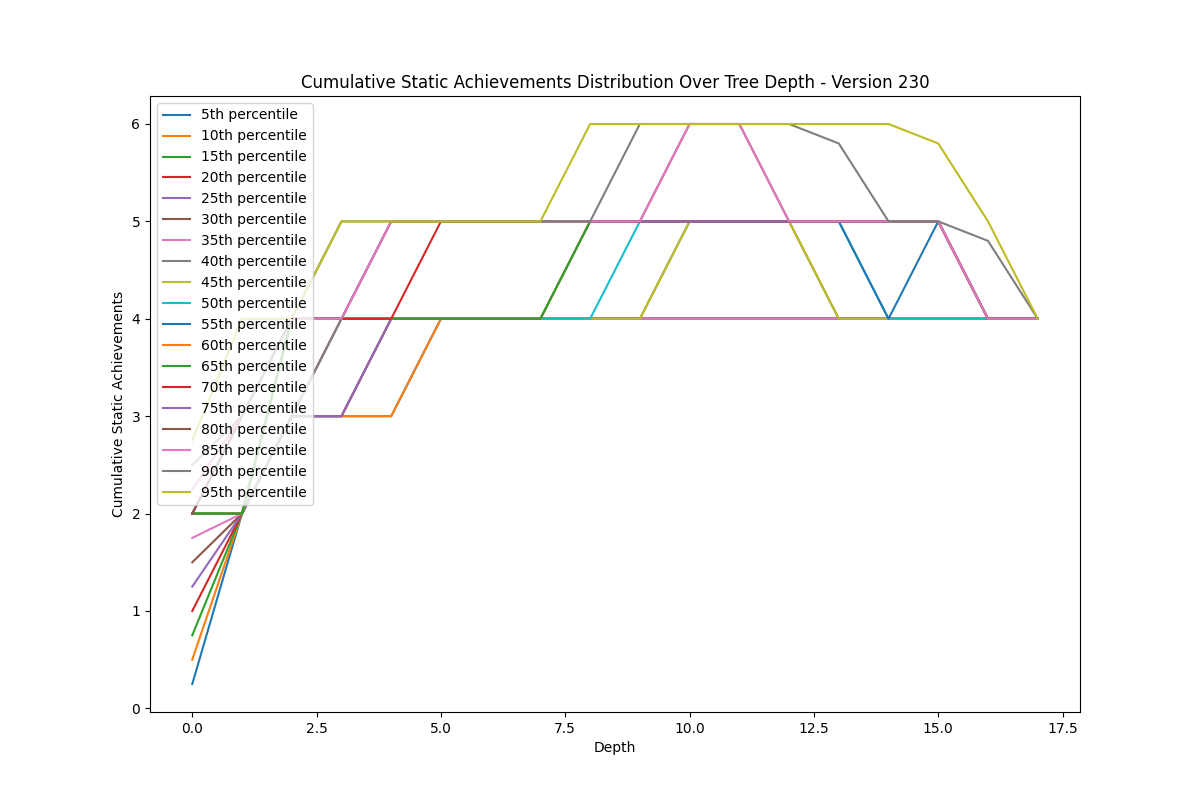 Cumulative Static Achievements Distribution Over Tree Depth - Version 230
Cumulative Static Achievements
6
5
4
3
2
1
0
5th percentile
10th percentile
15th percentile
20th percentile
25th percentile
30th percentile
35th percentile
40th percentile
45th percentile
50th percentile
55th percentile
60th percentile
65th percentile
70th percentile
75th percentile
80th percentile
85th percentile
90th percentile
95th percentile
0.0 2.5 5.0 7.5 10.0 12.5 15.0 17.5
Depth